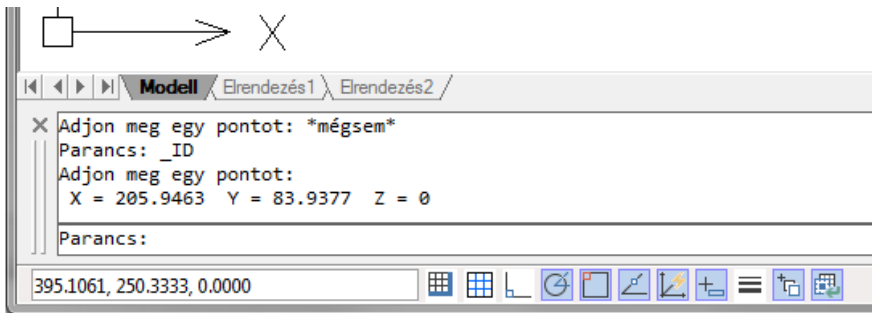 X
Modell Elrendezés1 Elrendezés2
Adjon meg egy pontot: *mégsem*
Parancs: _ID
Adjon meg egy pontot:
X = 205.9463 Y = 83.9377 Z = 0
Parancs:
395.1061, 250.3333, 0.0000